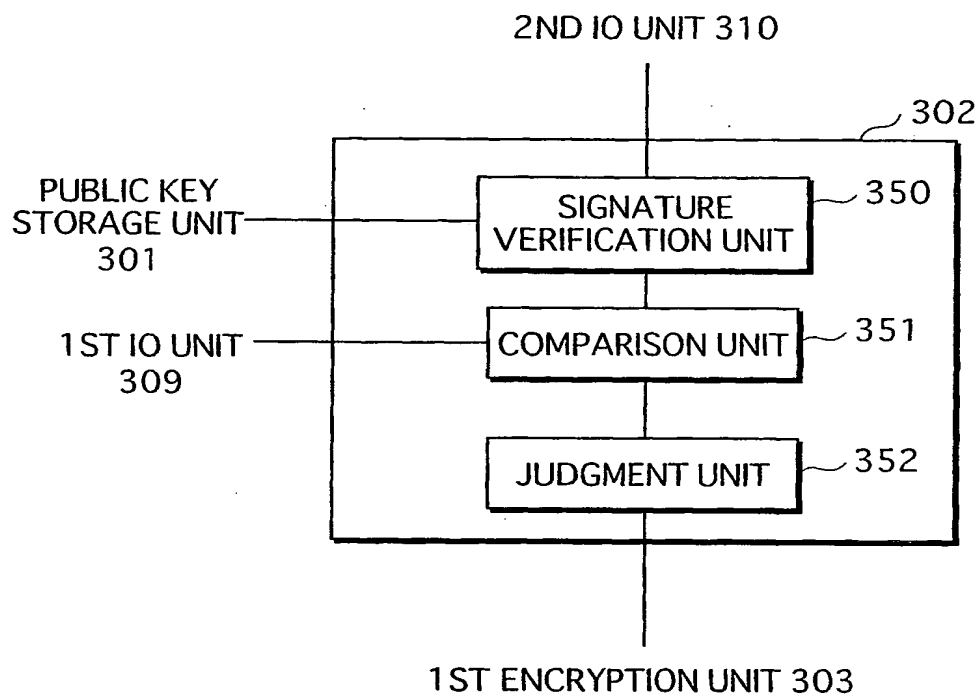 2ND IO UNIT 310
302
PUBLIC KEY
STORAGE UNIT
301
SIGNATURE
VERIFICATION UNIT
350
1ST IO UNIT
309
COMPARISON UNIT
351
JUDGMENT UNIT
352
1ST ENCRYPTION UNIT 303